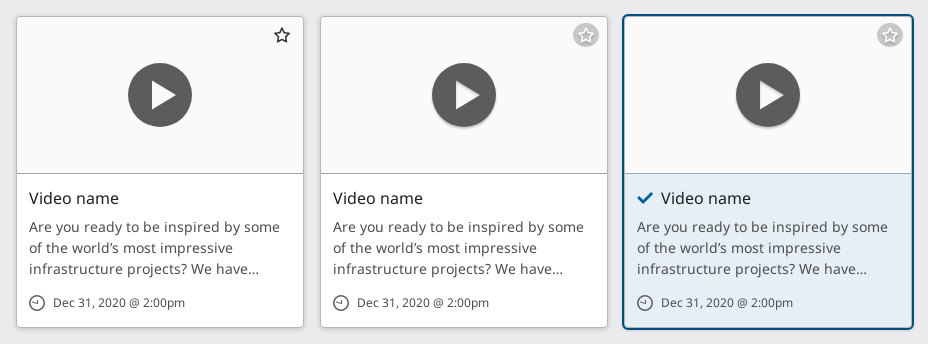 Video name
Are you ready to be inspired by some
of the world’s most impressive
infrastructure projects? We have...
Dec 31, 2020 @ 2:00pm
Video name
Are you ready to be inspired by some
of the world’s most impressive
infrastructure projects? We have...
Dec 31, 2020 @ 2:00pm
Video name
Are you ready to be inspired by some
of the world’s most impressive
infrastructure projects? We have...
Dec 31, 2020 @ 2:00pm